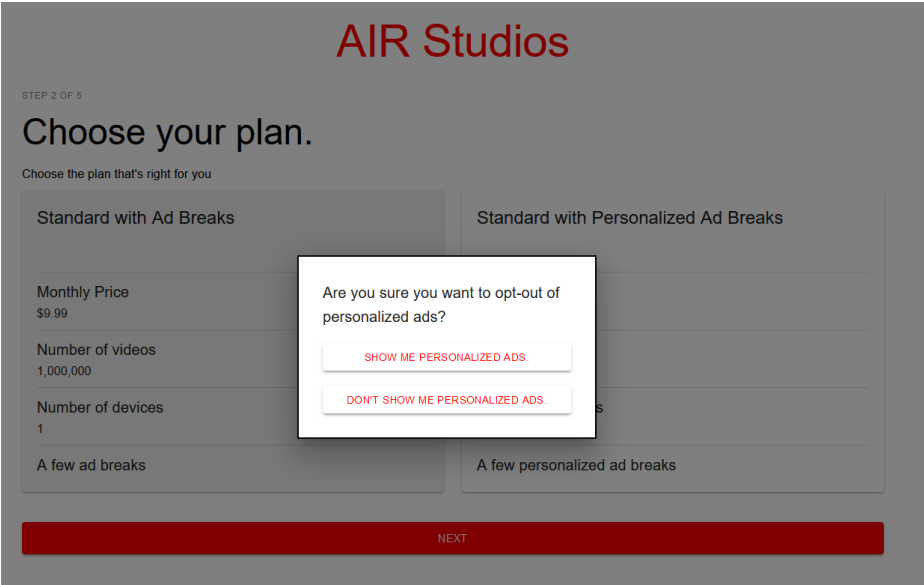 AIR Studios
STEP 2 OF 5
Choose your plan.
Choose the plan that's right for you
Standard with Ad Breaks
Monthly Price
$9.99
Number of videos
1,000,000
Number of devices
1
A few ad breaks
Standard with Personalized Ad Breaks
s
A few personalized ad breaks
Are you sure you want to opt-out of
personalized ads?
SHOW ME PERSONALIZED ADS.
DON'T SHOW ME PERSONALIZED ADS.
NEXT